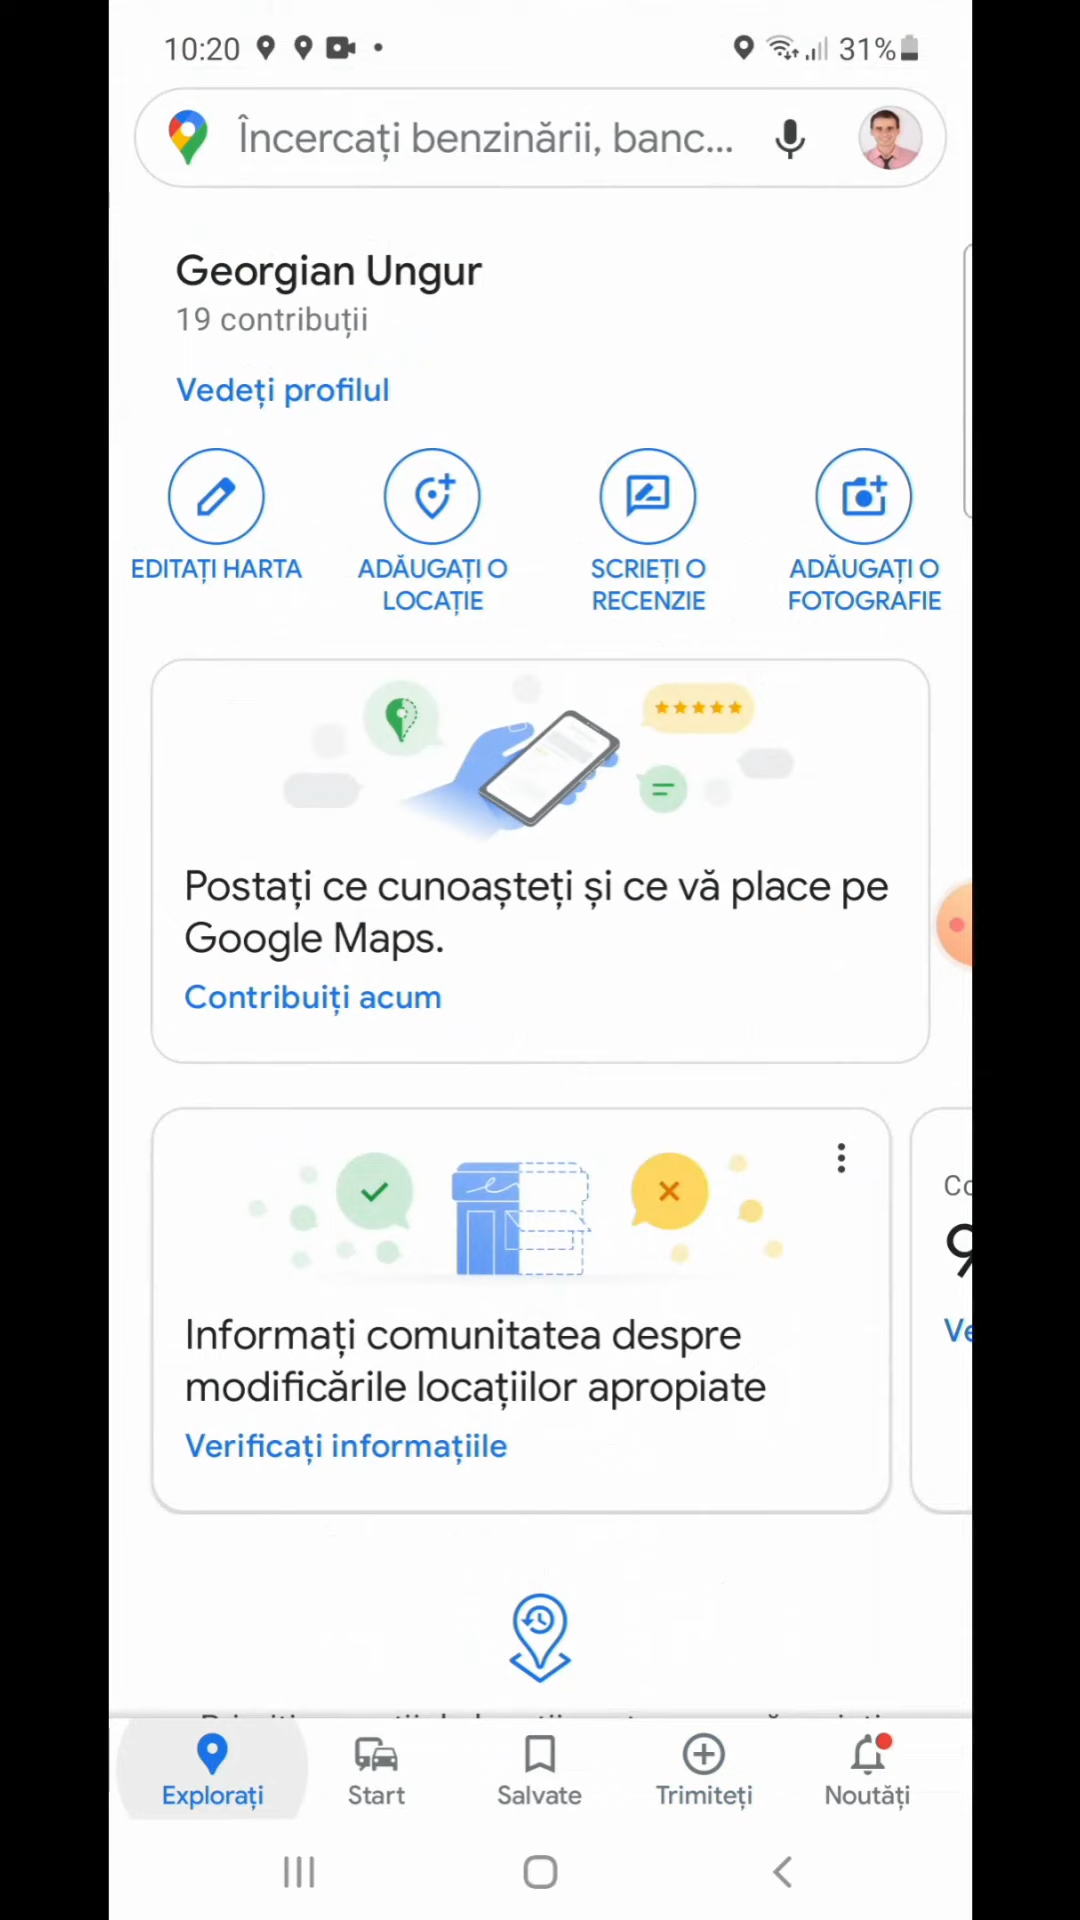 10:20
31%
Încercați benzinării, banc...
Georgian Ungur
19 contribuții
Vedeți profilul
EDITAȚI HARTA
ADĂUGAȚI O
LOCAȚIE
SCRIEȚI O
RECENZIE
ADĂUGAȚI O
FOTOGRAFIE
Postați ce cunoașteți și ce vă place pe
Google Maps.
Contribuiți acum
Informați comunitatea despre
modificările locațiilor apropiate
Verificați informațiile
Explorați
Start
Salvate
Trimiteți
Noutăți